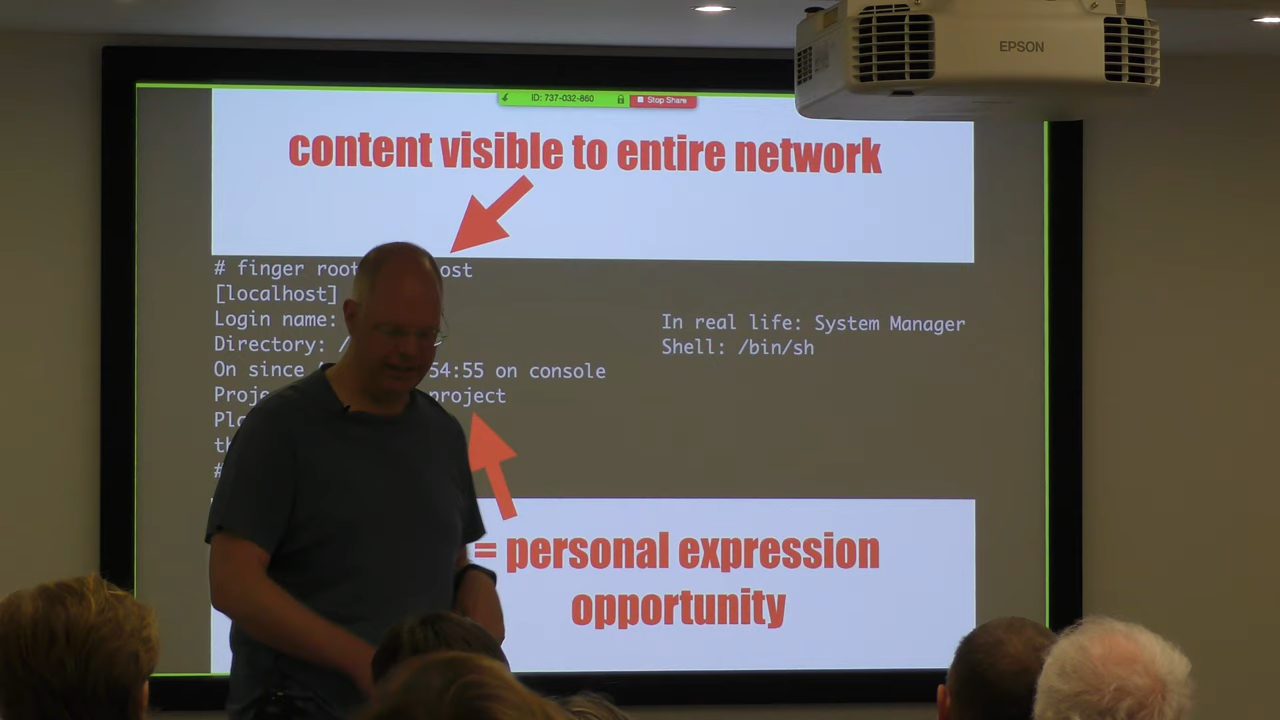 EPSON
ID: 737-032-860
Stop Share
content visible to entire network
# finger root ost
[localhost]
Login name:
In real life: System Manager
Directory: /
Shell: /bin/sh
On since 54:55 on console
Proje project
Pla
th
#
= personal expression
opportunity